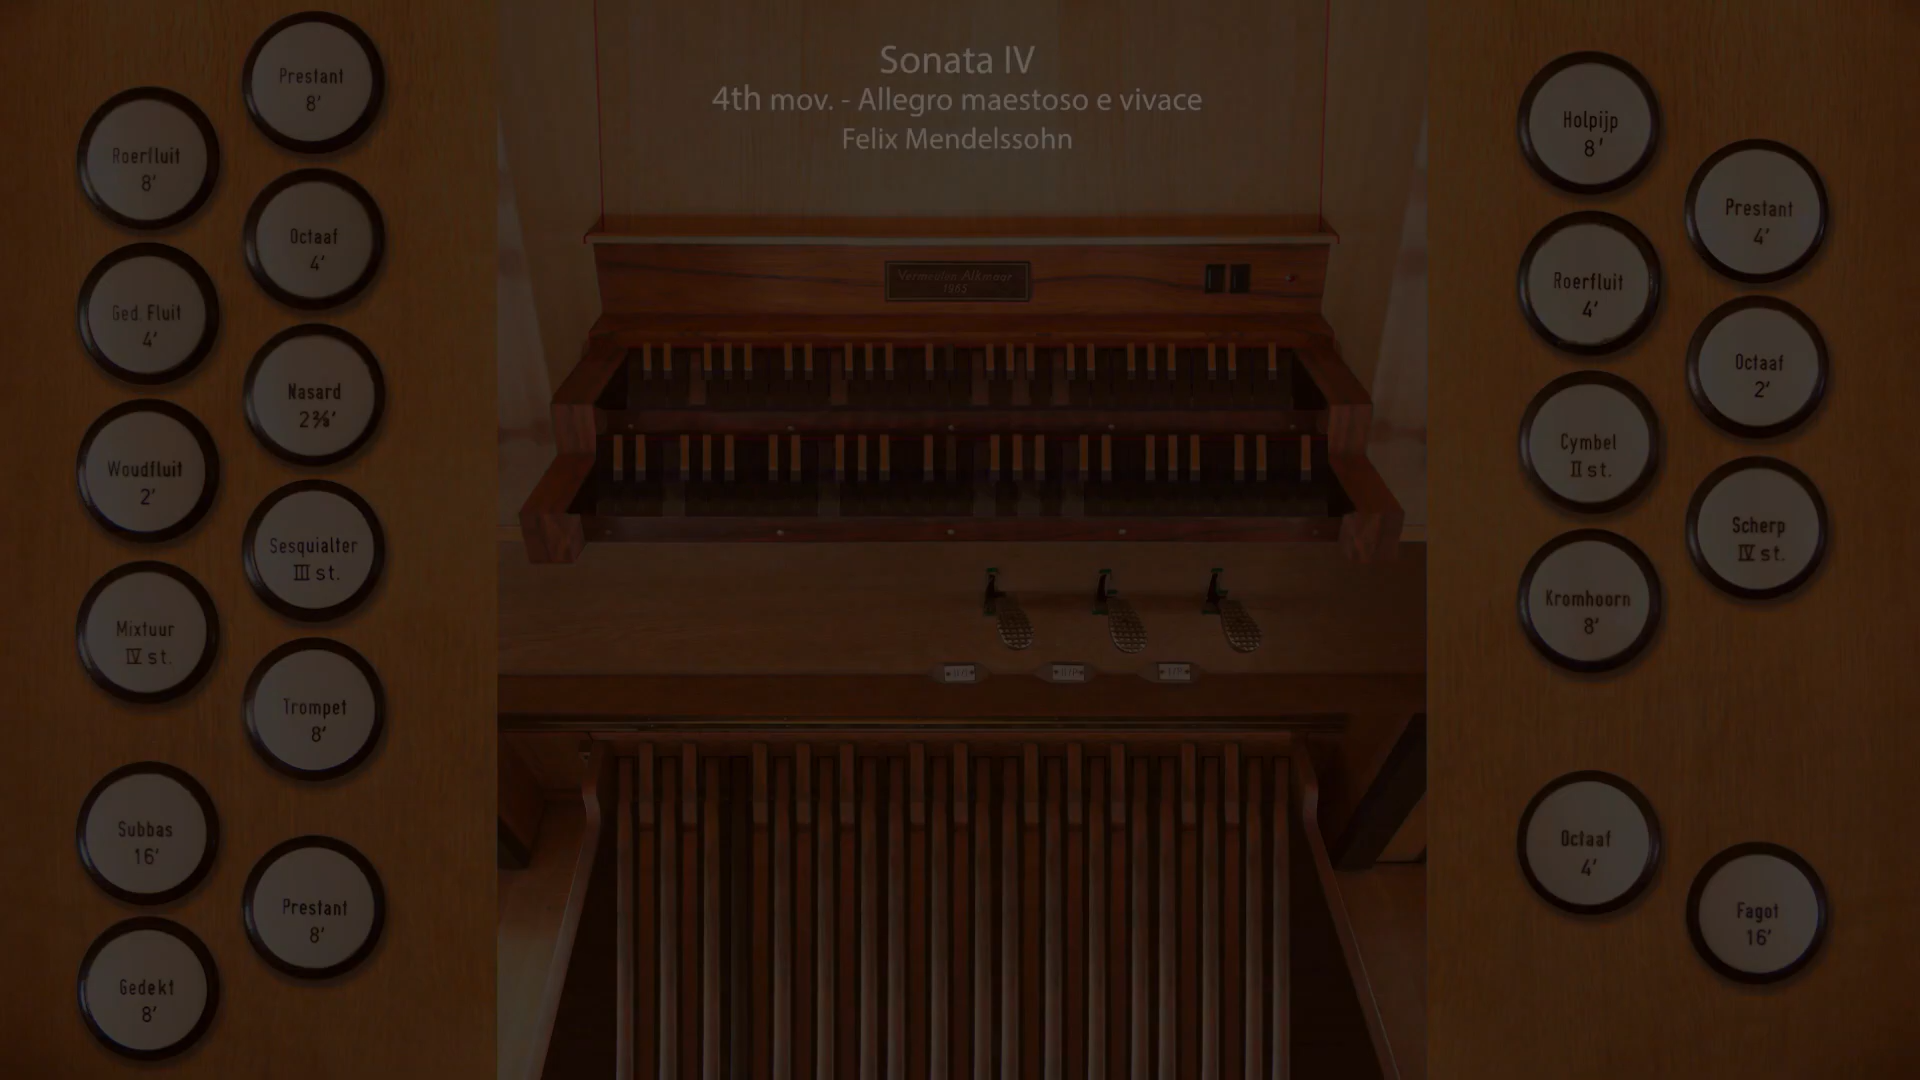 Sonata IV
4th mov. - Allegro maestoso e vivace
Felix Mendelssohn
Prestant
8'
Roerfluit
8'
Octaaf
4'
Ged. Fluit
4'
Nasard
2⅔'
Woudfluit
2'
Sesquialter
III st.
Mixtuur
IV st.
Trompet
8'
Subbas
16'
Prestant
8'
Gedekt
8'
Vermeulen Alkmaar
1965
Holpijp
8'
Prestant
4'
Roerfluit
4'
Octaaf
2'
Cymbel
II st.
Scherp
IV st.
Kromhoorn
8'
Octaaf
4'
Fagot
16'